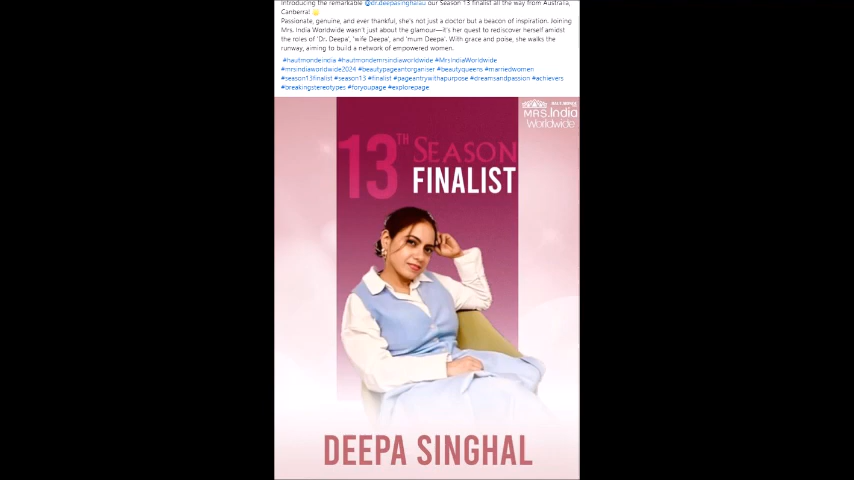 Introducing the remarkable @dr.deepasinghalau our Season 13 finalist all the way from Australia,
Canberra!
Passionate, genuine, and ever thankful, she's not just a doctor but a beacon of inspiration. Joining
Mrs. India Worldwide wasn't just about the glamour—it's her quest to rediscover herself amidst
the roles of 'Dr. Deepa', 'wife Deepa', and 'mum Deepa'. With grace and poise, she walks the
runway, aiming to build a network of empowered women.
#hautmondeindia #hautmondemrsindiaworldwide #MrsIndiaWorldwide
#mrsindiaworldwide2024 #beautypageantorganiser #beautyqueens #marriedwomen
#season13finalist #season13 #finalist #pageantrywithapurpose #dreamsandpassion #achievers
#breakingstereotypes #foryoupage #explorepage
MRS.India
Worldwide
13TH SEASON
FINALIST
DEEPA SINGHAL